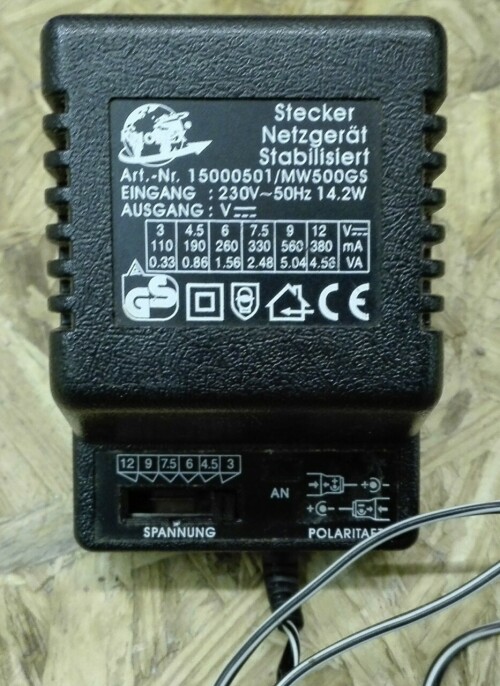 Stecker
Netzgerät
Stabilisiert
Art.-Nr. 15000501/MW500GS
EINGANG : 230V~50Hz 14.2W
AUSGANG : V
3 4.5 6 7.5 9 12 V
110 190 260 330 560 380 mA
0.33 0.86 1.56 2.48 5.04 4.56 VA
GS CE
12 9 7.5 6 4.5 3
AN
SPANNUNG POLARITAET